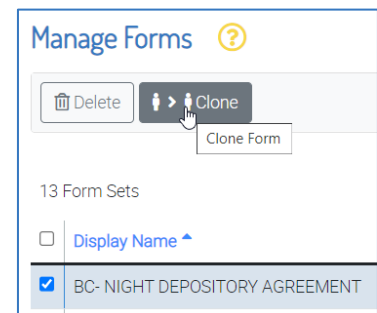 Manage Forms ?
Delete > Clone
Clone Form
13 Form Sets
Display Name
BC- NIGHT DEPOSITORY AGREEMENT